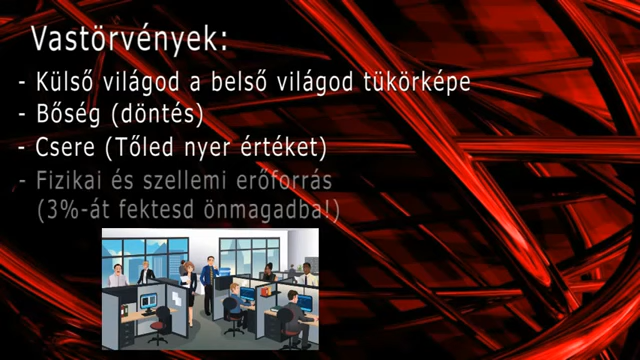 Vastörvények:
- Külső világod a belső világod tükörképe
- Bőség (döntés)
- Csere (Tőled nyer értéket)
- Fizikai és szellemi erőforrás
(3%-át fektesd önmagadba!)